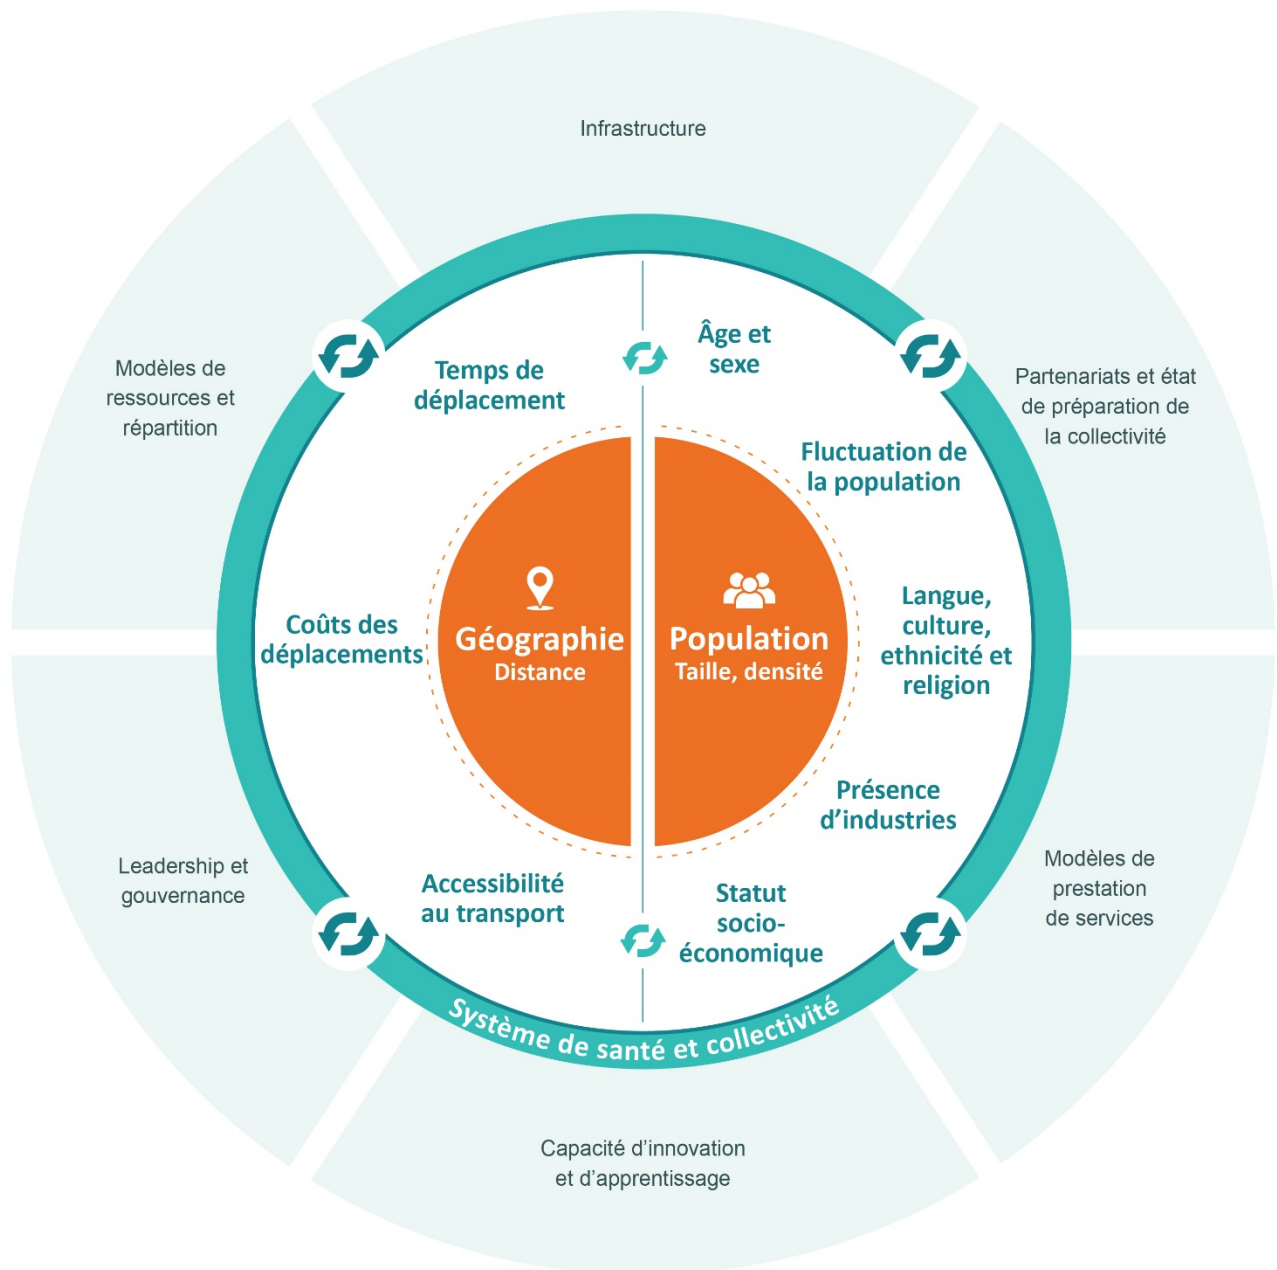 Infrastructure
Modèles de
ressources et
répartition
Partenariats et état
de préparation de
la collectivité
Temps de
déplacement
Âge et
sexe
Fluctuation de
la population
Coûts des
déplacements
Géographie
Distance
Population
Taille, densité
Langue,
culture,
ethnicité et
religion
Présence
d’industries
Accessibilité
au transport
Statut
socio-
économique
Leadership et
gouvernance
Modèles de
prestation
de services
Système de santé et collectivité
Capacité d’innovation
et d’apprentissage